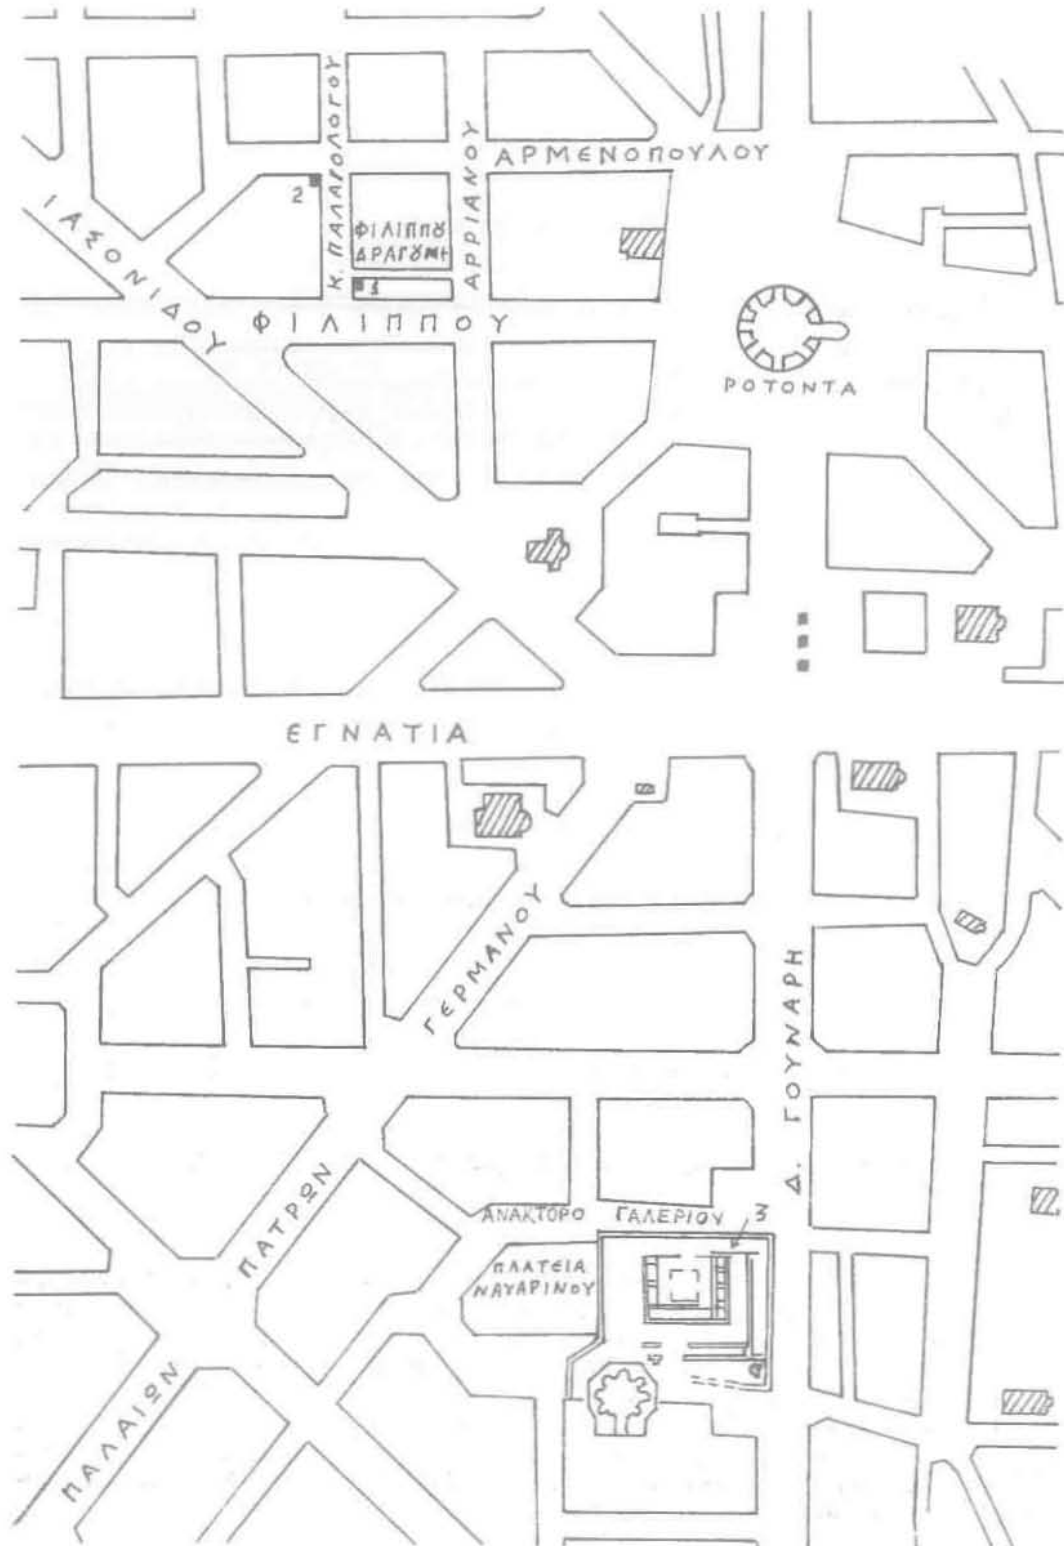 Κ. ΠΑΛΑΙΟΛΟΓΟΥ
ΑΡΡΙΑΝΟΥ
ΑΡΜΕΝΟΠΟΥΛΟΥ
2
ΙΑΣΟΝΙΔΟΥ
ΦΙΛΙΠΠΟΥ
ΔΡΑΓΟΥΜΗ
1
ΦΙΛΙΠΠΟΥ
ΡΟΤΟΝΤΑ
ΕΓΝΑΤΙΑ
ΓΕΡΜΑΝΟΥ
Δ. ΓΟΥΝΑΡΗ
ΠΑΛΑΙΩΝ ΠΑΤΡΩΝ
ΑΝΑΚΤΟΡΟ ΓΑΛΕΡΙΟΥ 3
ΠΛΑΤΕΙΑ
ΝΑΥΑΡΙΝΟΥ